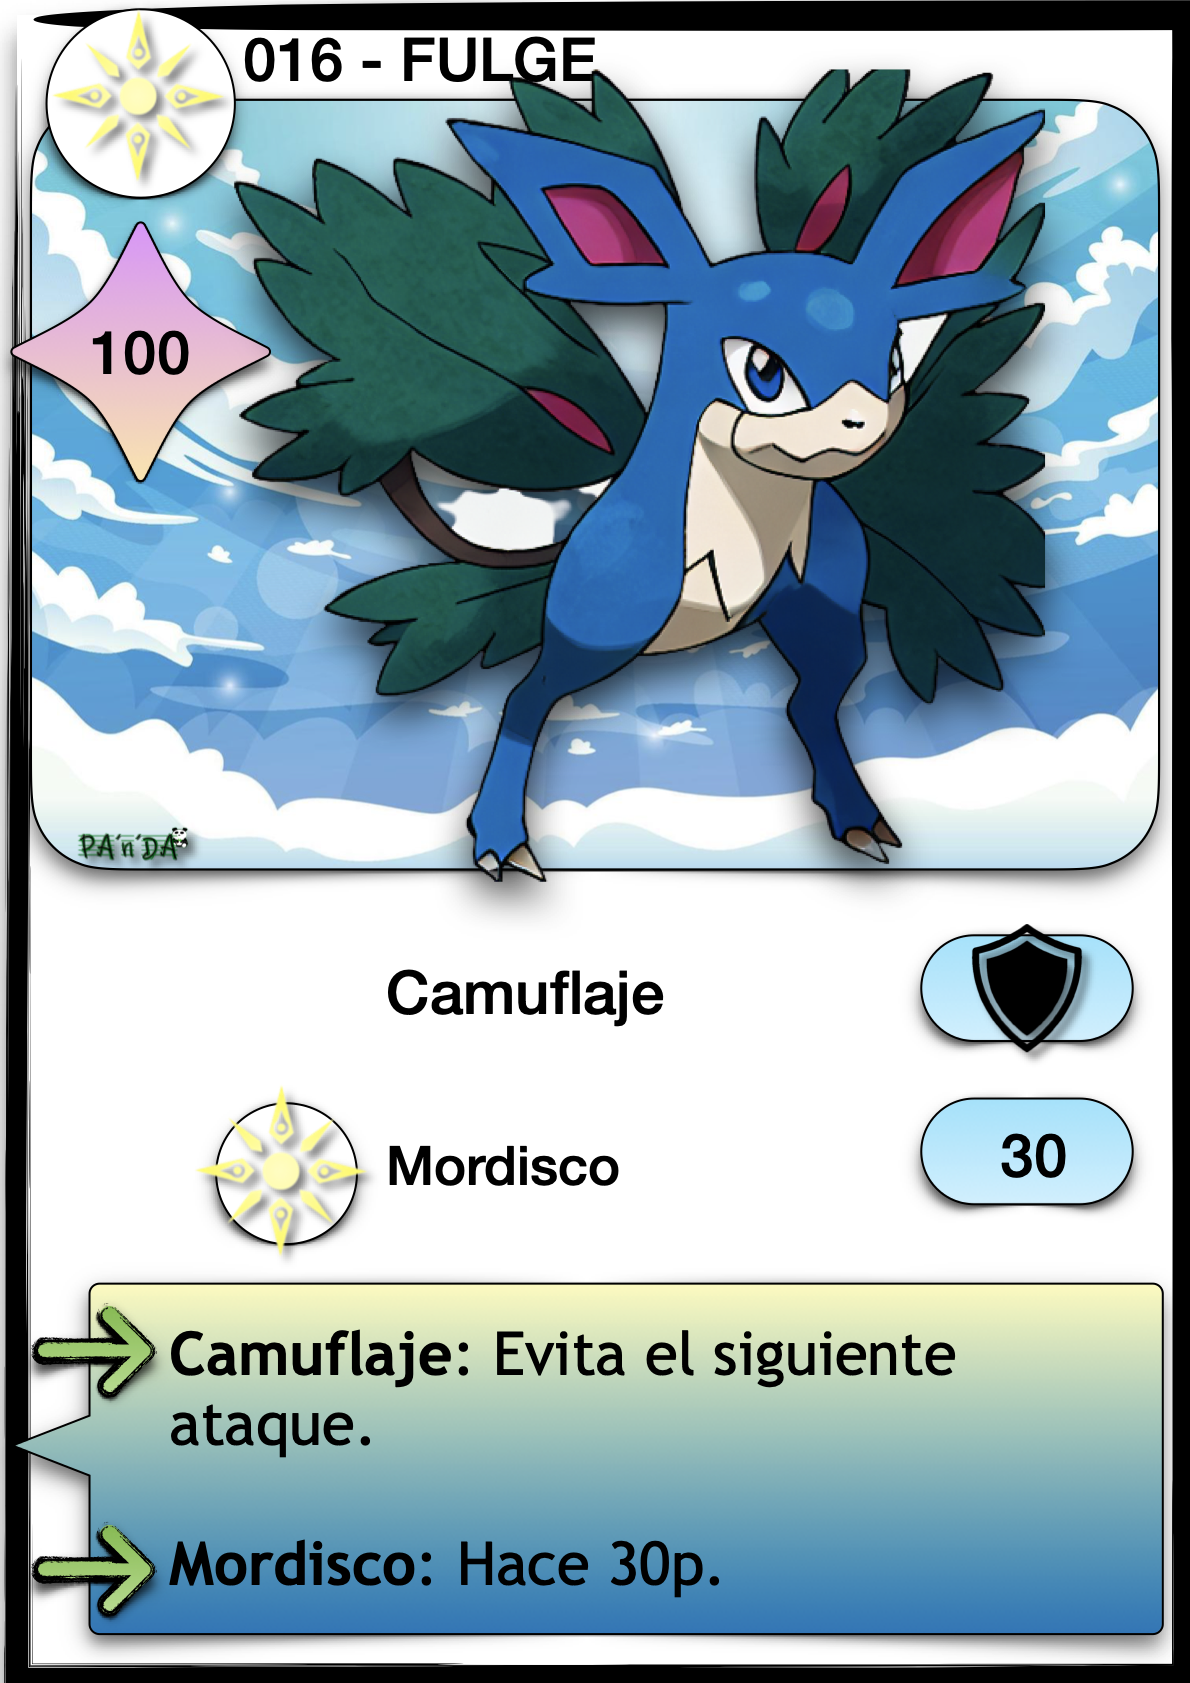 016 - FULGE
100
PA'n'DA
Camuflaje
Mordisco
30
Camuflaje: Evita el siguiente
ataque.
Mordisco: Hace 30p.